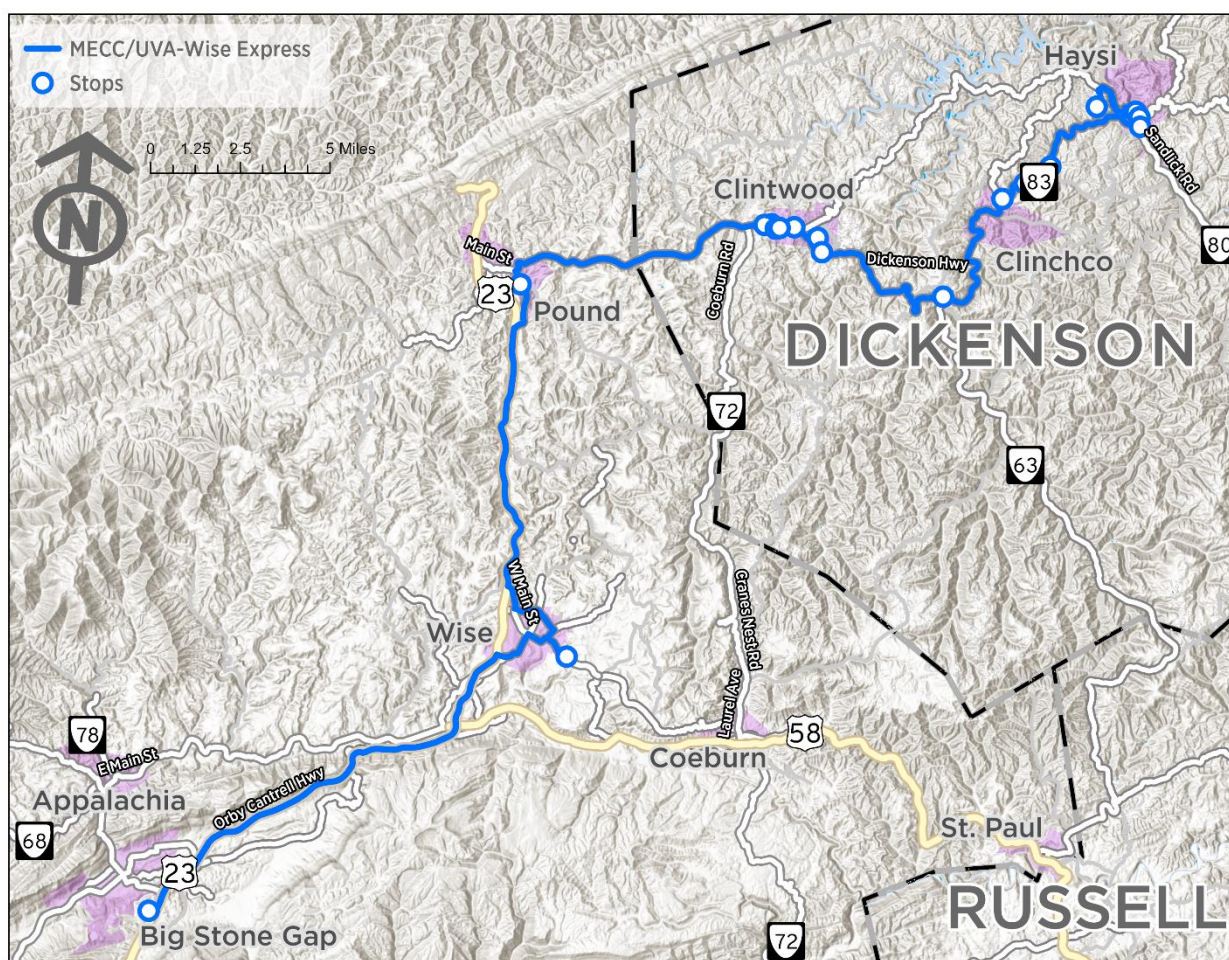 MECC/UVA-Wise Express
Stops
N
0 1.25 2.5 5 Miles
Haysi
Sandlick Rd
83
80
Clintwood
Clinchco
Dickenson Hwy
Coeburn Rd
Main St
23
Pound
DICKENSON
72
63
W Main St
Wise
Cranes Nest Rd
Laurel Ave
58
Coeburn
78
E Main St
Appalachia
Orby Cantrell Hwy
68
23
St. Paul
RUSSELL
Big Stone Gap
72